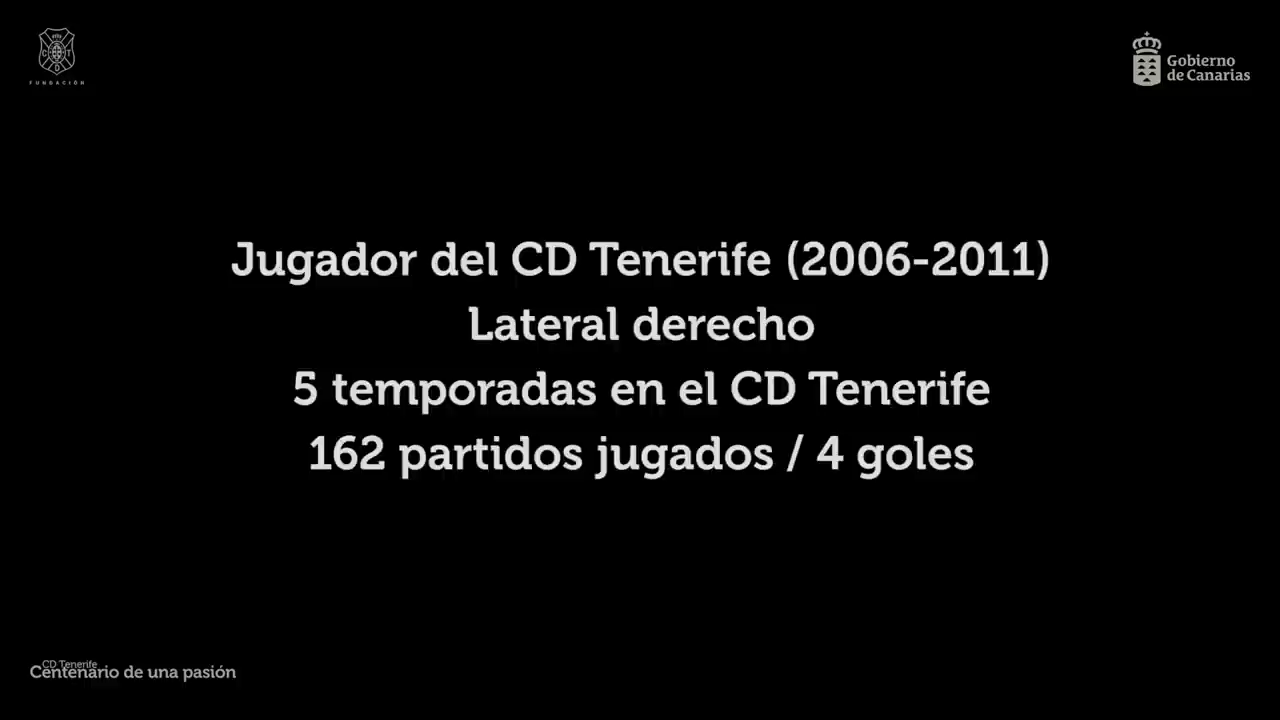 C T D
FUNDACIÓN
Gobierno
de Canarias
Jugador del CD Tenerife (2006-2011)
Lateral derecho
5 temporadas en el CD Tenerife
162 partidos jugados / 4 goles
CD Tenerife
Centenario de una pasión